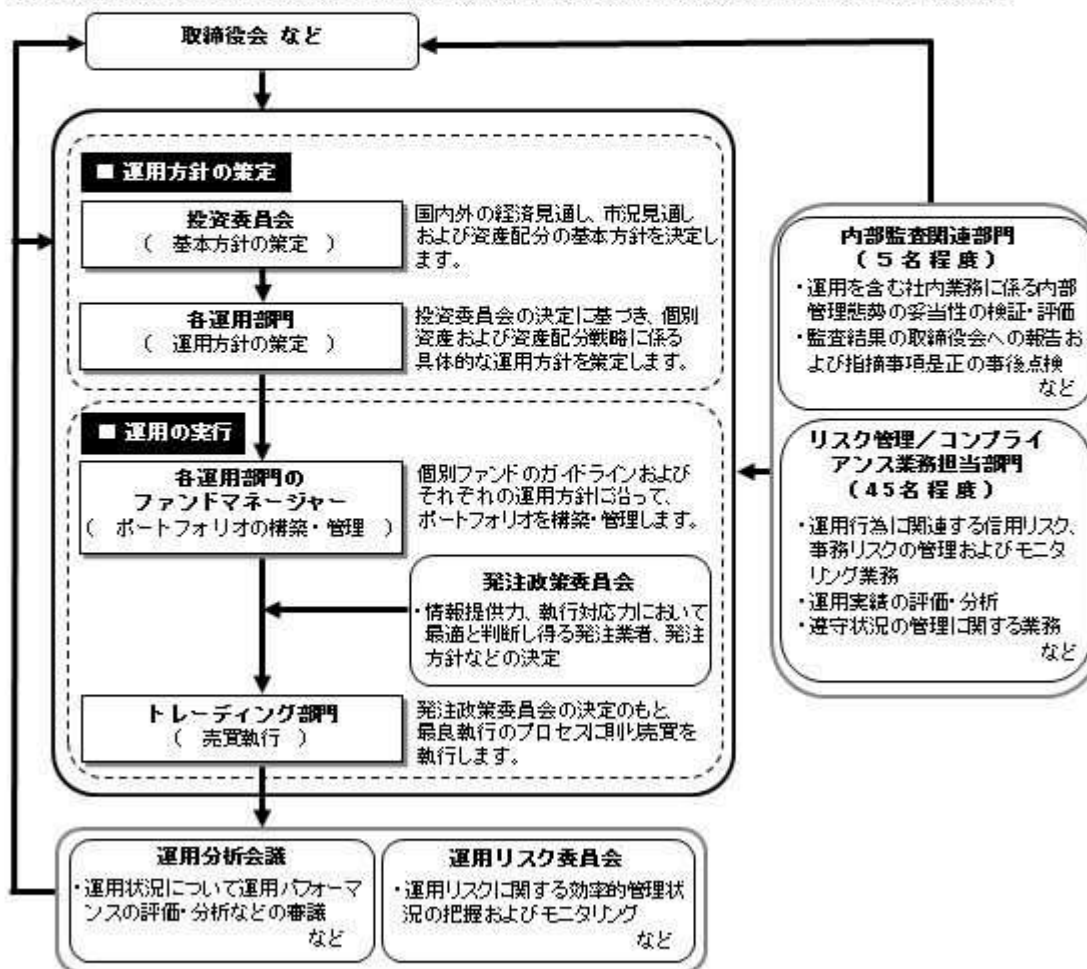 取締役会 など
■ 運用方針の策定
投資委員会
( 基本方針の策定 )
国内外の経済見通し、市況見通し
および資産配分の基本方針を決定し
ます。
各運用部門
( 運用方針の策定 )
投資委員会の決定に基づき、個別
資産および資産配分戦略に係る
具体的な運用方針を策定します。
■ 運用の実行
各運用部門の
ファンドマネージャー
( ポートフォリオの構築・管理 )
個別ファンドのガイドラインおよび
それぞれの運用方針に沿って、
ポートフォリオを構築・管理します。
発注政策委員会
・情報提供力、執行対応力において
最適と判断し得る発注業者、発注
方針などの決定
トレーディング部門
( 売買執行 )
発注政策委員会の決定のもと、
最良執行のプロセスに則り売買を
執行します。
運用分析会議
・運用状況について運用パフォーマ
ンスの評価・分析などの審議
など
運用リスク委員会
・運用リスクに関する効率的管理状
況の把握およびモニタリング
など
内部監査関連部門
(5名程度)
・運用を含む社内業務に係る内部
管理態勢の妥当性の検証・評価
・監査結果の取締役会への報告お
よび指摘事項是正の事後点検
など
リスク管理/コンプライ
アンス業務担当部門
(45名程度)
・運用行為に関連する信用リスク、
事務リスクの管理およびモニタ
リング業務
・運用実績の評価・分析
・遵守状況の管理に関する業務
など